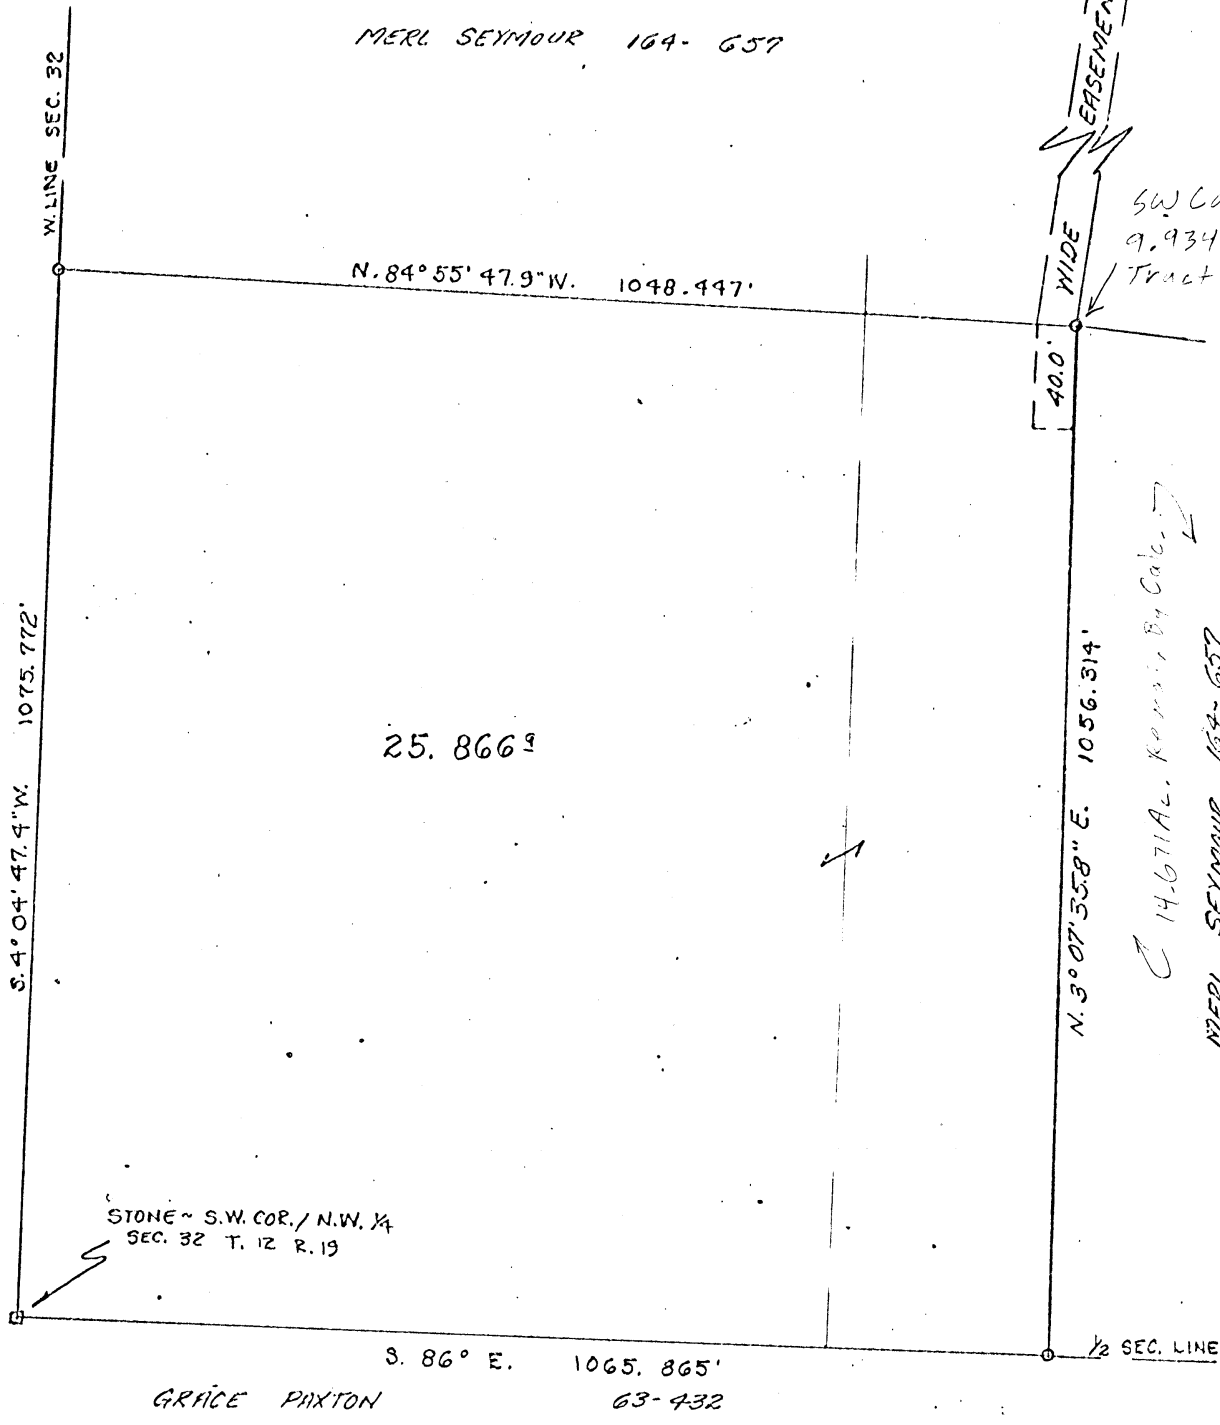 MERL SEYMOUR 164-657
W. LINE SEC. 32
EASEMEN
WIDE
40.0'
SW Co
9.934
Tract
N. 84° 55' 47.9" W. 1048.447'
S. 4° 04' 47.4" W. 1075.772'
25.866 a
N. 3° 07' 35.8" E. 1056.314'
14.671 Ac. By Calc.
MERL SEYMOUR 164-657
STONE ~ S.W. COR. / N.W. 1/4
SEC. 32 T. 12 R. 19
S. 86° E. 1065.865'
1/2 SEC. LINE
GRACE PAXTON 63-432